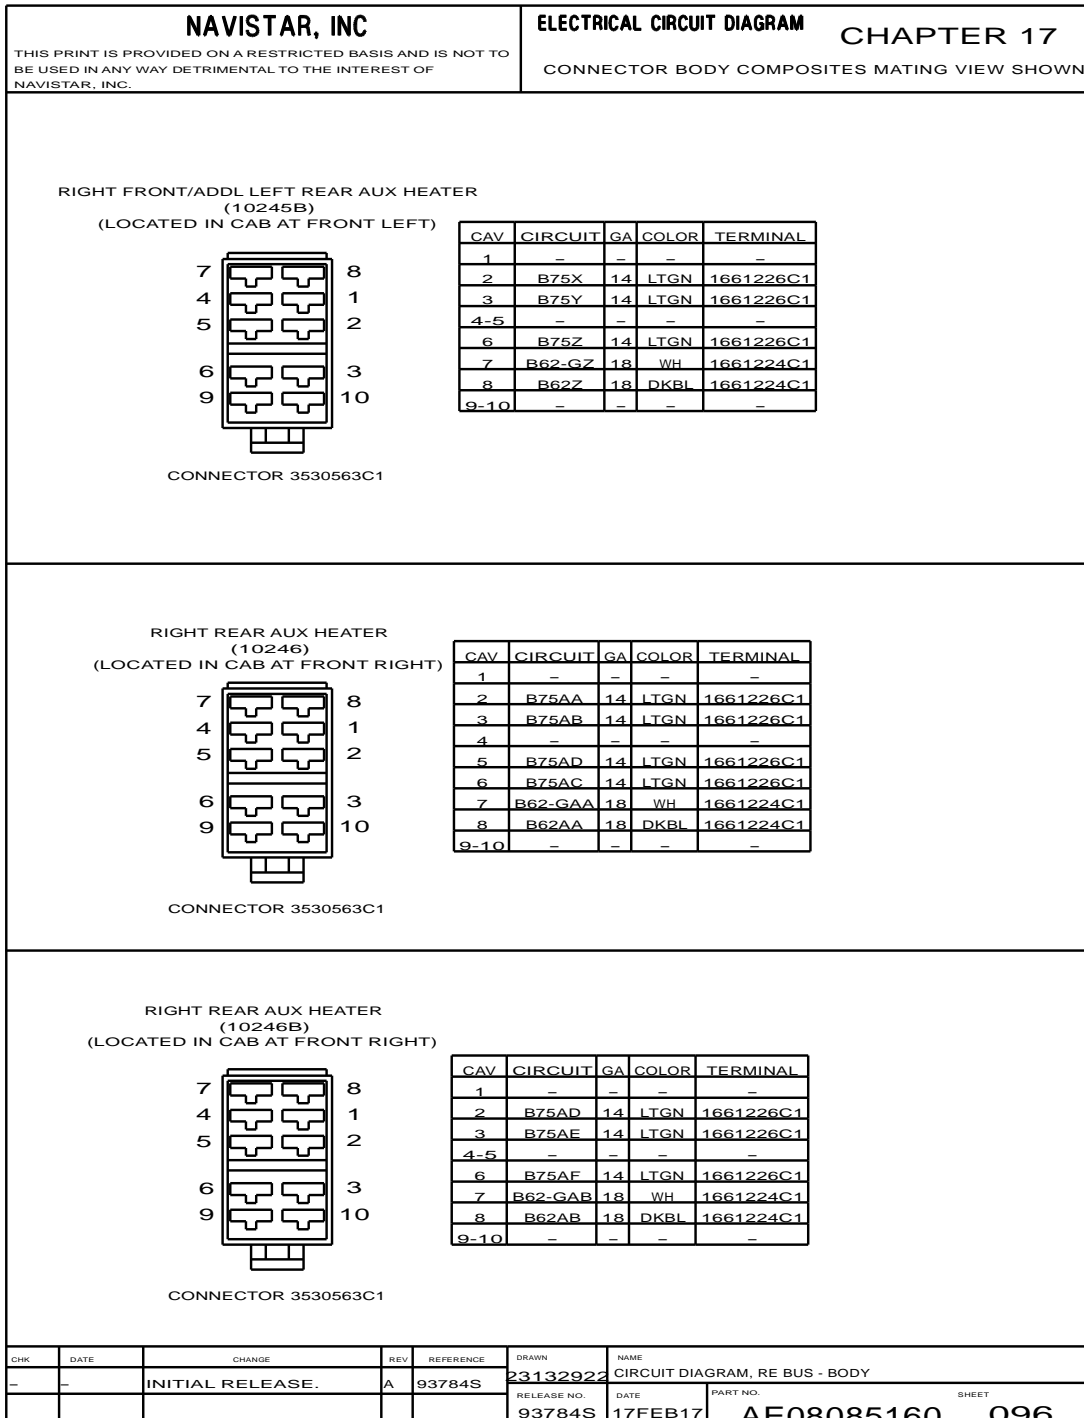 NAVISTAR, INC
THIS PRINT IS PROVIDED ON A RESTRICTED BASIS AND IS NOT TO
BE USED IN ANY WAY DETRIMENTAL TO THE INTEREST OF
NAVISTAR, INC.
ELECTRICAL CIRCUIT DIAGRAM
CHAPTER 17
CONNECTOR BODY COMPOSITES MATING VIEW SHOWN
RIGHT FRONT/ADDL LEFT REAR AUX HEATER
(10245B)
(LOCATED IN CAB AT FRONT LEFT)
7 8
4 1
5 2
6 3
9 10
CONNECTOR 3530563C1
CAV CIRCUIT GA COLOR TERMINAL
1 – – – –
2 B75X 14 LTGN 1661226C1
3 B75Y 14 LTGN 1661226C1
4-5 – – – –
6 B75Z 14 LTGN 1661226C1
7 B62-GZ 18 WH 1661224C1
8 B62Z 18 DKBL 1661224C1
9-10 – – – –
RIGHT REAR AUX HEATER
(10246)
(LOCATED IN CAB AT FRONT RIGHT)
7 8
4 1
5 2
6 3
9 10
CONNECTOR 3530563C1
CAV CIRCUIT GA COLOR TERMINAL
1 – – – –
2 B75AA 14 LTGN 1661226C1
3 B75AB 14 LTGN 1661226C1
4 – – – –
5 B75AD 14 LTGN 1661226C1
6 B75AC 14 LTGN 1661226C1
7 B62-GAA 18 WH 1661224C1
8 B62AA 18 DKBL 1661224C1
9-10 – – – –
RIGHT REAR AUX HEATER
(10246B)
(LOCATED IN CAB AT FRONT RIGHT)
7 8
4 1
5 2
6 3
9 10
CONNECTOR 3530563C1
CAV CIRCUIT GA COLOR TERMINAL
1 – – – –
2 B75AD 14 LTGN 1661226C1
3 B75AE 14 LTGN 1661226C1
4-5 – – – –
6 B75AF 14 LTGN 1661226C1
7 B62-GAB 18 WH 1661224C1
8 B62AB 18 DKBL 1661224C1
9-10 – – – –
CHK DATE CHANGE REV REFERENCE
– – INITIAL RELEASE. A 93784S
DRAWN
23132922
NAME
CIRCUIT DIAGRAM, RE BUS - BODY
RELEASE NO.
93784S
DATE
17FEB17
PART NO.
AE08085160
SHEET
096